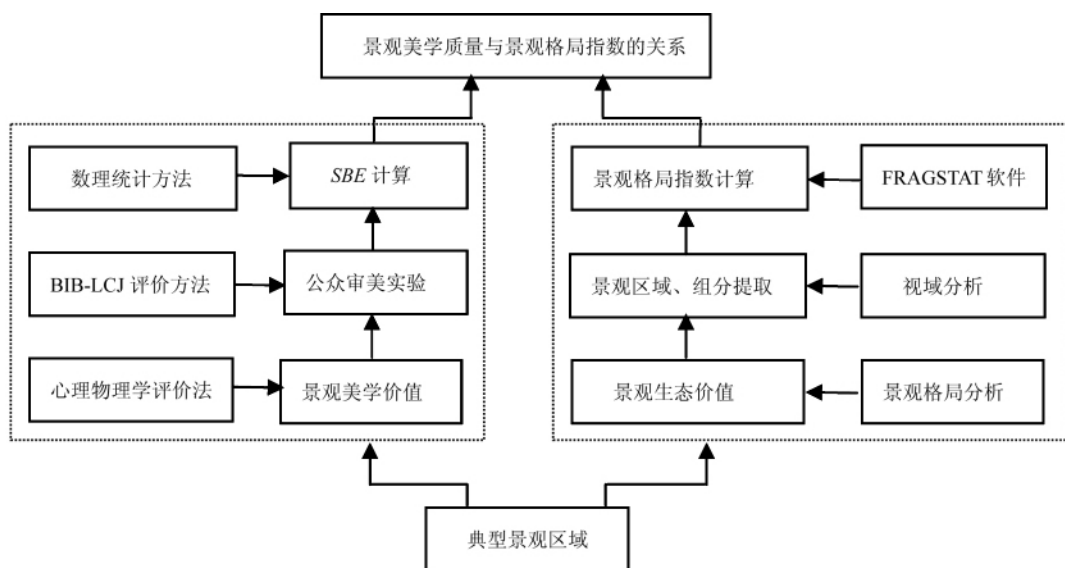 景观美学质量与景观格局指数的关系
数理统计方法
SBE 计算
景观格局指数计算
FRAGSTAT 软件
BIB-LCJ 评价方法
公众审美实验
景观区域、组分提取
视域分析
心理物理学评价法
景观美学价值
景观生态价值
景观格局分析
典型景观区域